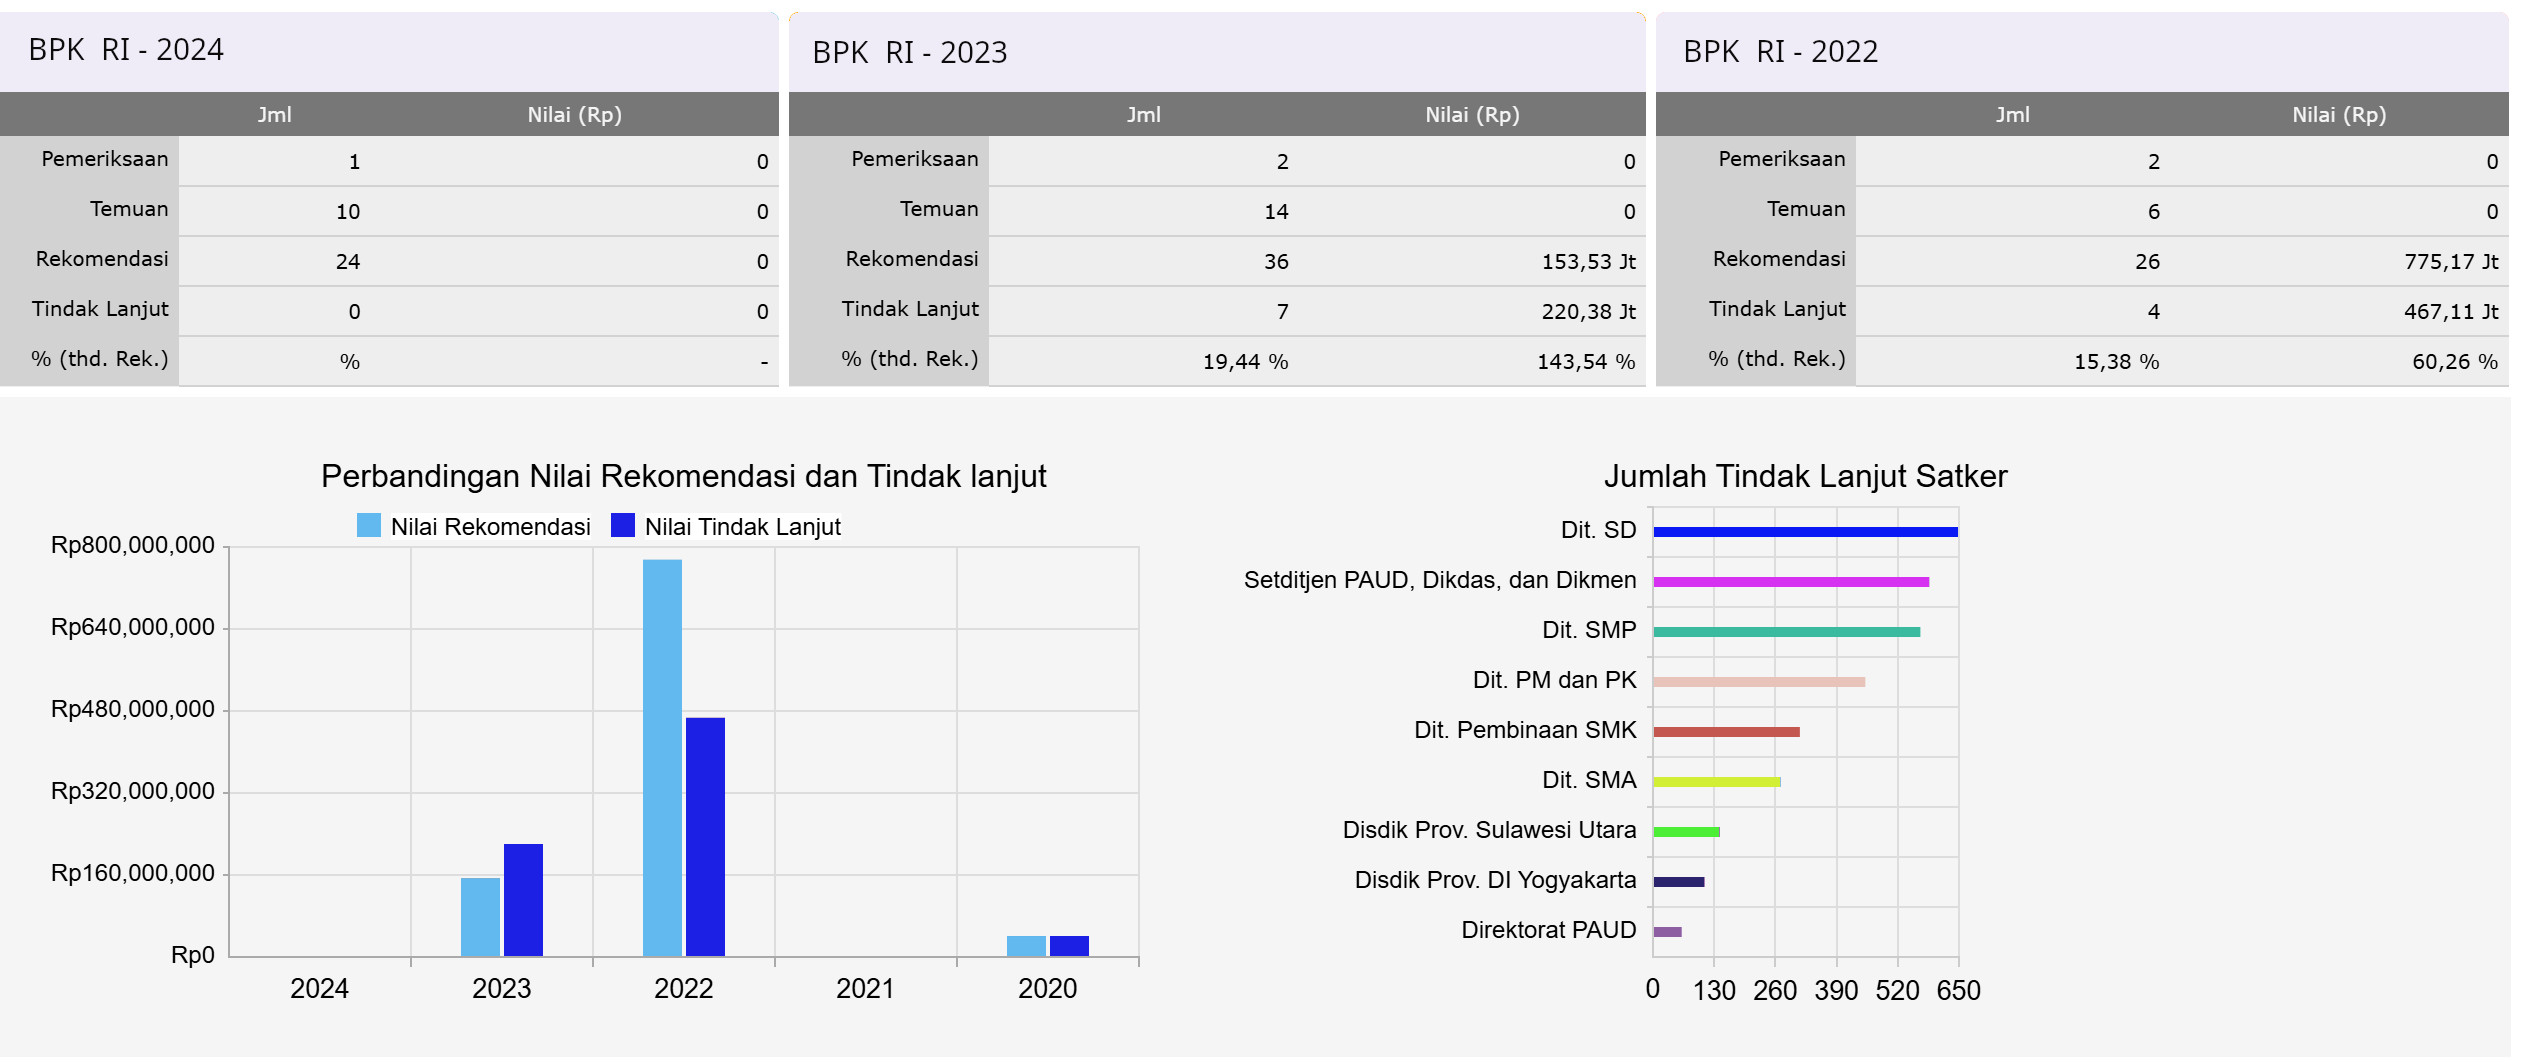 BPK  RI - 2024
Jml Nilai (Rp)
Pemeriksaan 1 0
Temuan 10 0
Rekomendasi 24 0
Tindak Lanjut 0 0
% (thd. Rek.) % -
BPK  RI - 2023
Jml Nilai (Rp)
Pemeriksaan 2 0
Temuan 14 0
Rekomendasi 36 153,53 Jt
Tindak Lanjut 7 220,38 Jt
% (thd. Rek.) 19,44 % 143,54 %
BPK  RI - 2022
Jml Nilai (Rp)
Pemeriksaan 2 0
Temuan 6 0
Rekomendasi 26 775,17 Jt
Tindak Lanjut 4 467,11 Jt
% (thd. Rek.) 15,38 % 60,26 %
Perbandingan Nilai Rekomendasi dan Tindak lanjut
Nilai Rekomendasi Nilai Tindak Lanjut
Rp800,000,000
Rp640,000,000
Rp480,000,000
Rp320,000,000
Rp160,000,000
Rp0
2024 2023 2022 2021 2020
Jumlah Tindak Lanjut Satker
Dit. SD
Setditjen PAUD, Dikdas, dan Dikmen
Dit. SMP
Dit. PM dan PK
Dit. Pembinaan SMK
Dit. SMA
Disdik Prov. Sulawesi Utara
Disdik Prov. DI Yogyakarta
Direktorat PAUD
0 130 260 390 520 650